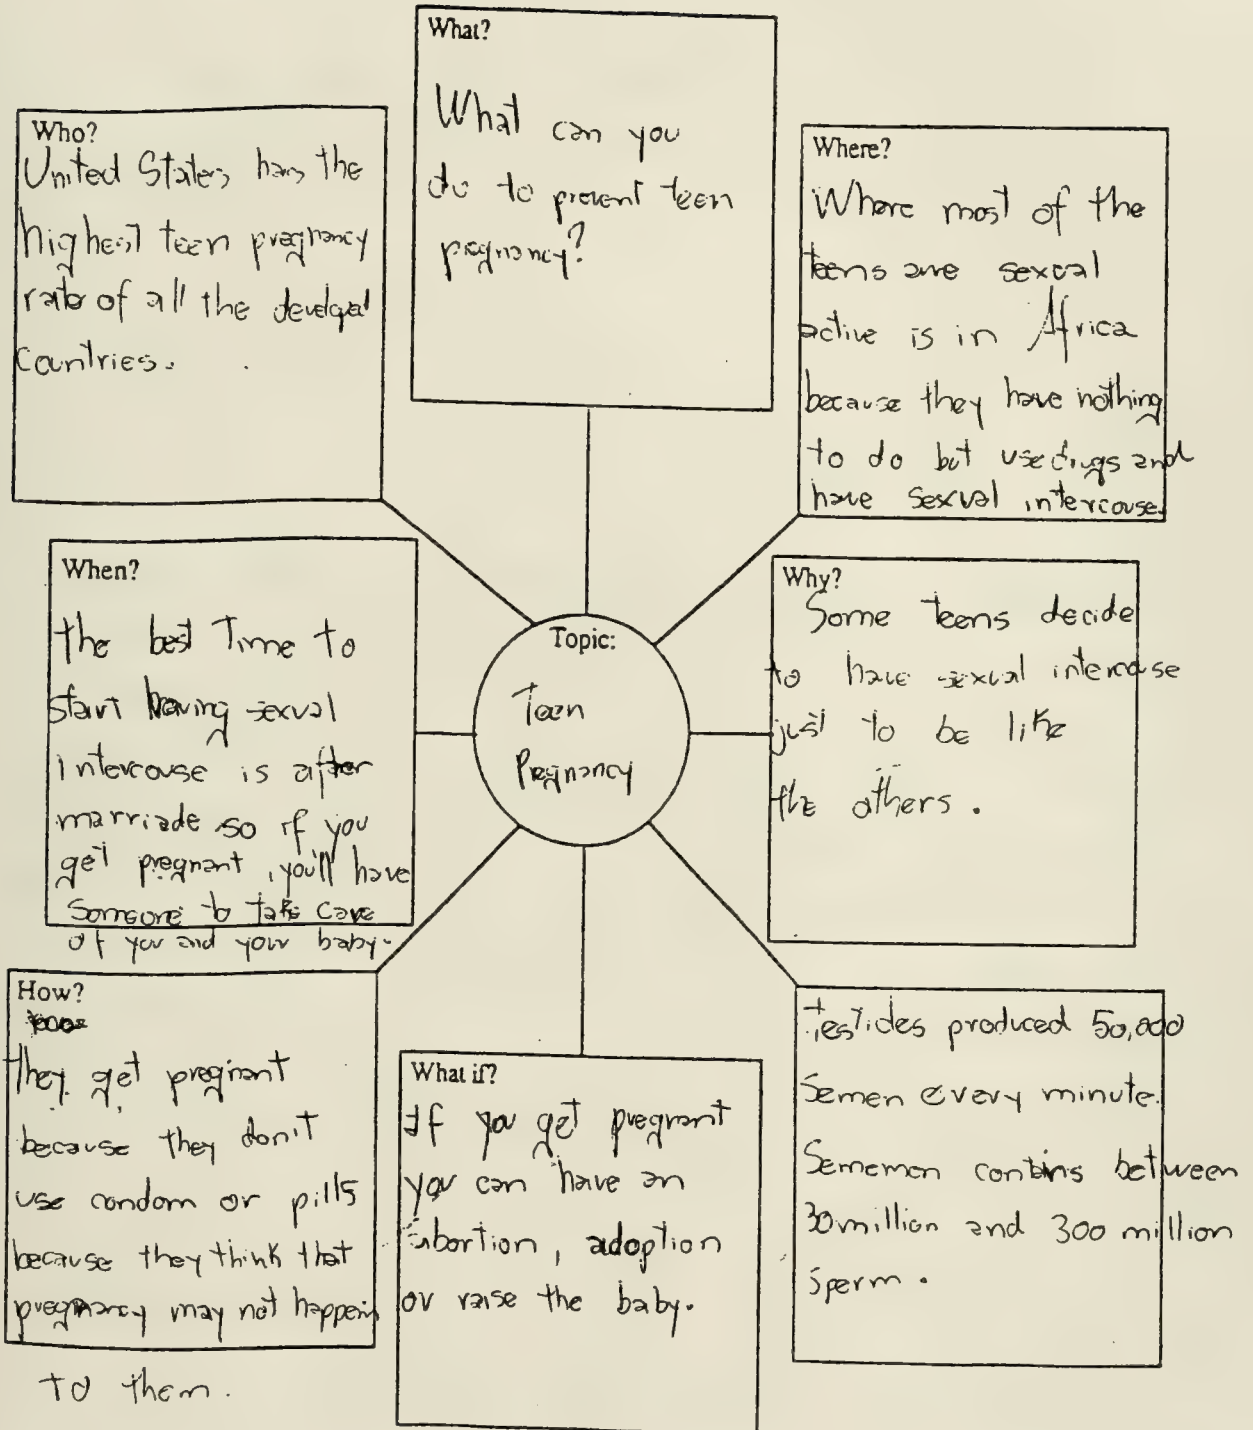 What?
What can you
do to prevent teen
pregnancy?
Who?
United States has the
highest teen pregnancy
rate of all the developed
countries.
Where?
Where most of the
teens are sexual
active is in Africa
because they have nothing
to do but use drugs and
have sexual intercouse.
When?
the best Time to
start having sexual
intercouse is after
marriade so if you
get pregnant, you'll have
someone to take care
of you and your baby.
Topic:
Teen
Pregnancy
Why?
Some teens decide
to have sexual intercouse
just to be like
the others.
How?
they get pregnant
because they don't
use condom or pills
because they think that
pregnancy may not happen
to them.
What if?
If you get pregnant
you can have an
abortion, adoption
or raise the baby.
testicles produced 50,000
semen every minute.
Sememen contains between
30 million and 300 million
sperm.